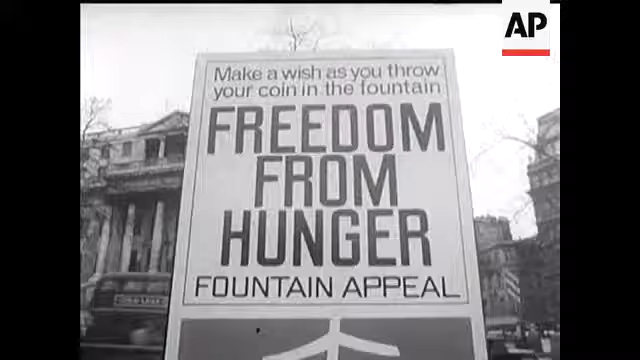 AP
Make a wish as you throw
your coin in the fountain
FREEDOM
FROM
HUNGER
FOUNTAIN APPEAL